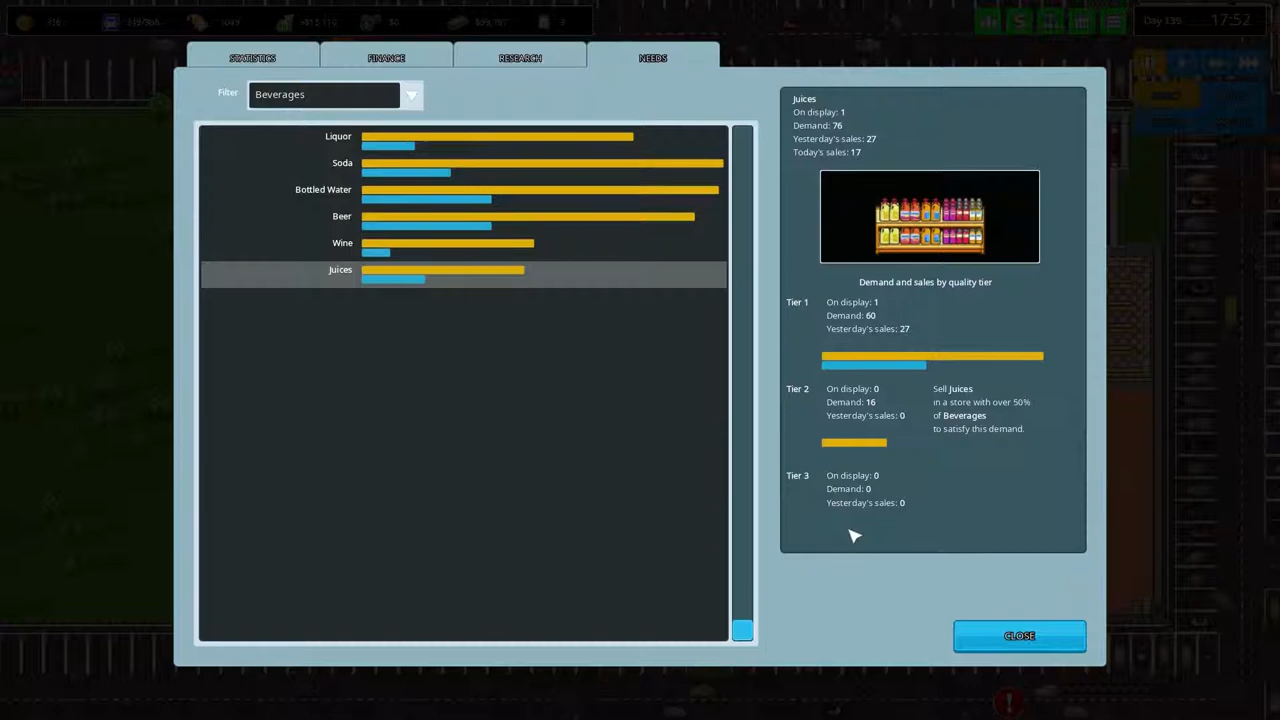 Day 139
17:52
STATISTICS
FINANCE
RESEARCH
NEEDS
Filter
Beverages
Liquor
Soda
Bottled Water
Beer
Wine
Juices
Juices
On display: 1
Demand: 76
Yesterday's sales: 27
Today's sales: 17
Demand and sales by quality tier
Tier 1
On display: 1
Demand: 60
Yesterday's sales: 27
Tier 2
On display: 0
Demand: 16
Yesterday's sales: 0
Sell Juices
in a store with over 50%
of Beverages
to satisfy this demand.
Tier 3
On display: 0
Demand: 0
Yesterday's sales: 0
CLOSE